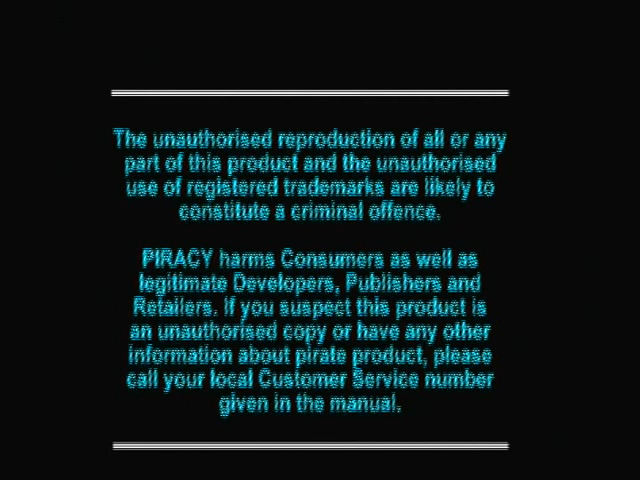 The unauthorised reproduction of all or any
part of this product and the unauthorised
use of registered trademarks are likely to
constitute a criminal offence.
PIRACY harms Consumers as well as
legitimate Developers, Publishers and
Retailers. If you suspect this product is
an unauthorised copy or have any other
information about pirate product, please
call your local Customer Service number
given in the manual.